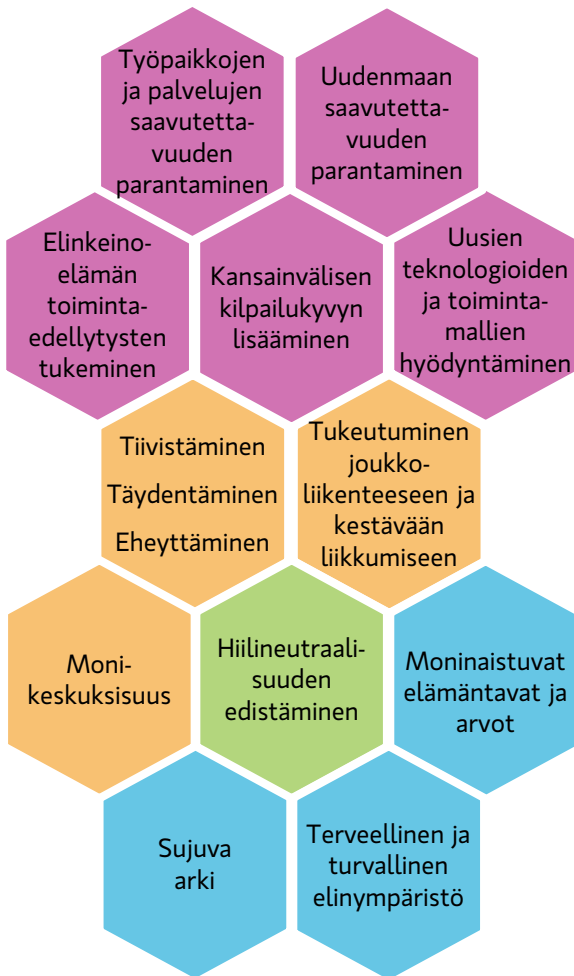 Työpaikkojen
ja palvelujen
saavutetta-
vuuden
parantaminen
Uudenmaan
saavutetta-
vuuden
parantaminen
Elinkeino-
elämän
toiminta-
edellytysten
tukeminen
Kansainvälisen
kilpailukyvyn
lisääminen
Uusien
teknologioiden
ja toiminta-
mallien
hyödyntäminen
Tiivistäminen
Täydentäminen
Eheyttäminen
Tukeutuminen
joukko-
liikenteeseen ja
kestävään
liikkumiseen
Moni-
keskuksisuus
Hiilineutraali-
suuden
edistäminen
Moninaistuvat
elämäntavat ja
arvot
Sujuva
arki
Terveellinen ja
turvallinen
elinympäristö